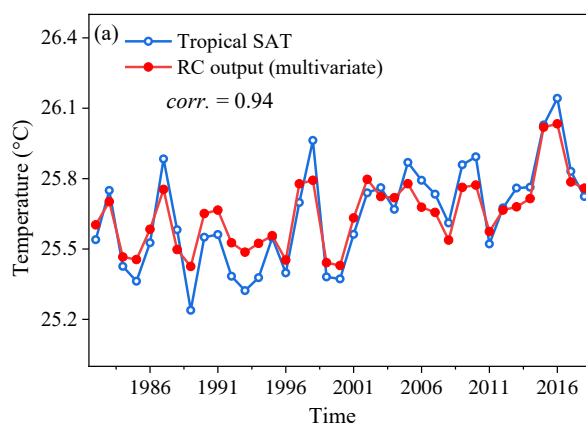 (a)
Tropical SAT
RC output (multivariate)
corr. = 0.94
Temperature (°C)
26.4
26.1
25.8
25.5
25.2
1986 1991 1996 2001 2006 2011 2016
Time